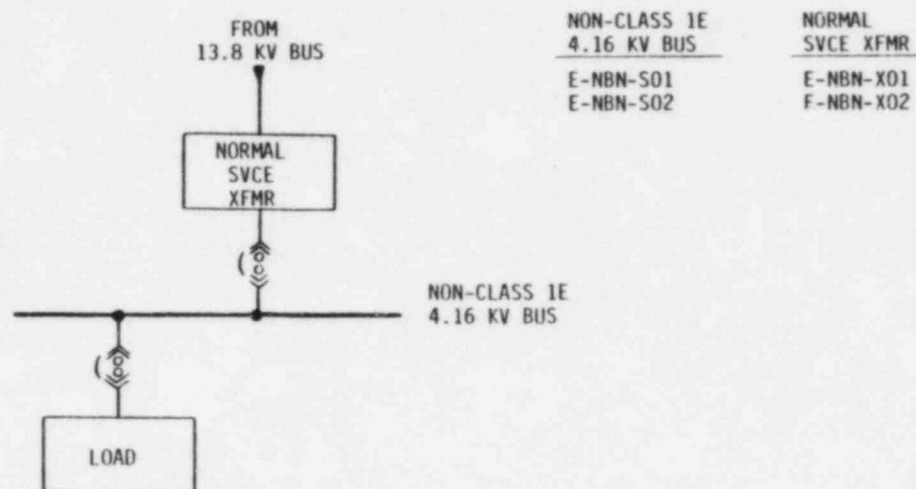 FROM
13.8 KV BUS
NON-CLASS 1E
4.16 KV BUS
E-NBN-S01
E-NBN-S02
NORMAL
SVCE XFMR
E-NBN-X01
E-NBN-X02
NORMAL
SVCE
XFMR
NON-CLASS 1E
4.16 KV BUS
LOAD